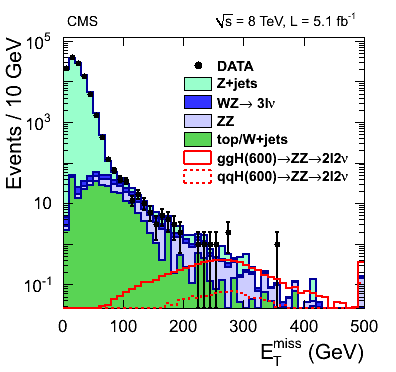 CMS
√s = 8 TeV, L = 5.1 fb⁻¹
Events / 10 GeV
10⁵
10³
10
10⁻¹
DATA
Z+jets
WZ→ 3lν
ZZ
top/W+jets
ggH(600)→ZZ→2l2ν
qqH(600)→ZZ→2l2ν
0 100 200 300 400 500
E_T^miss (GeV)